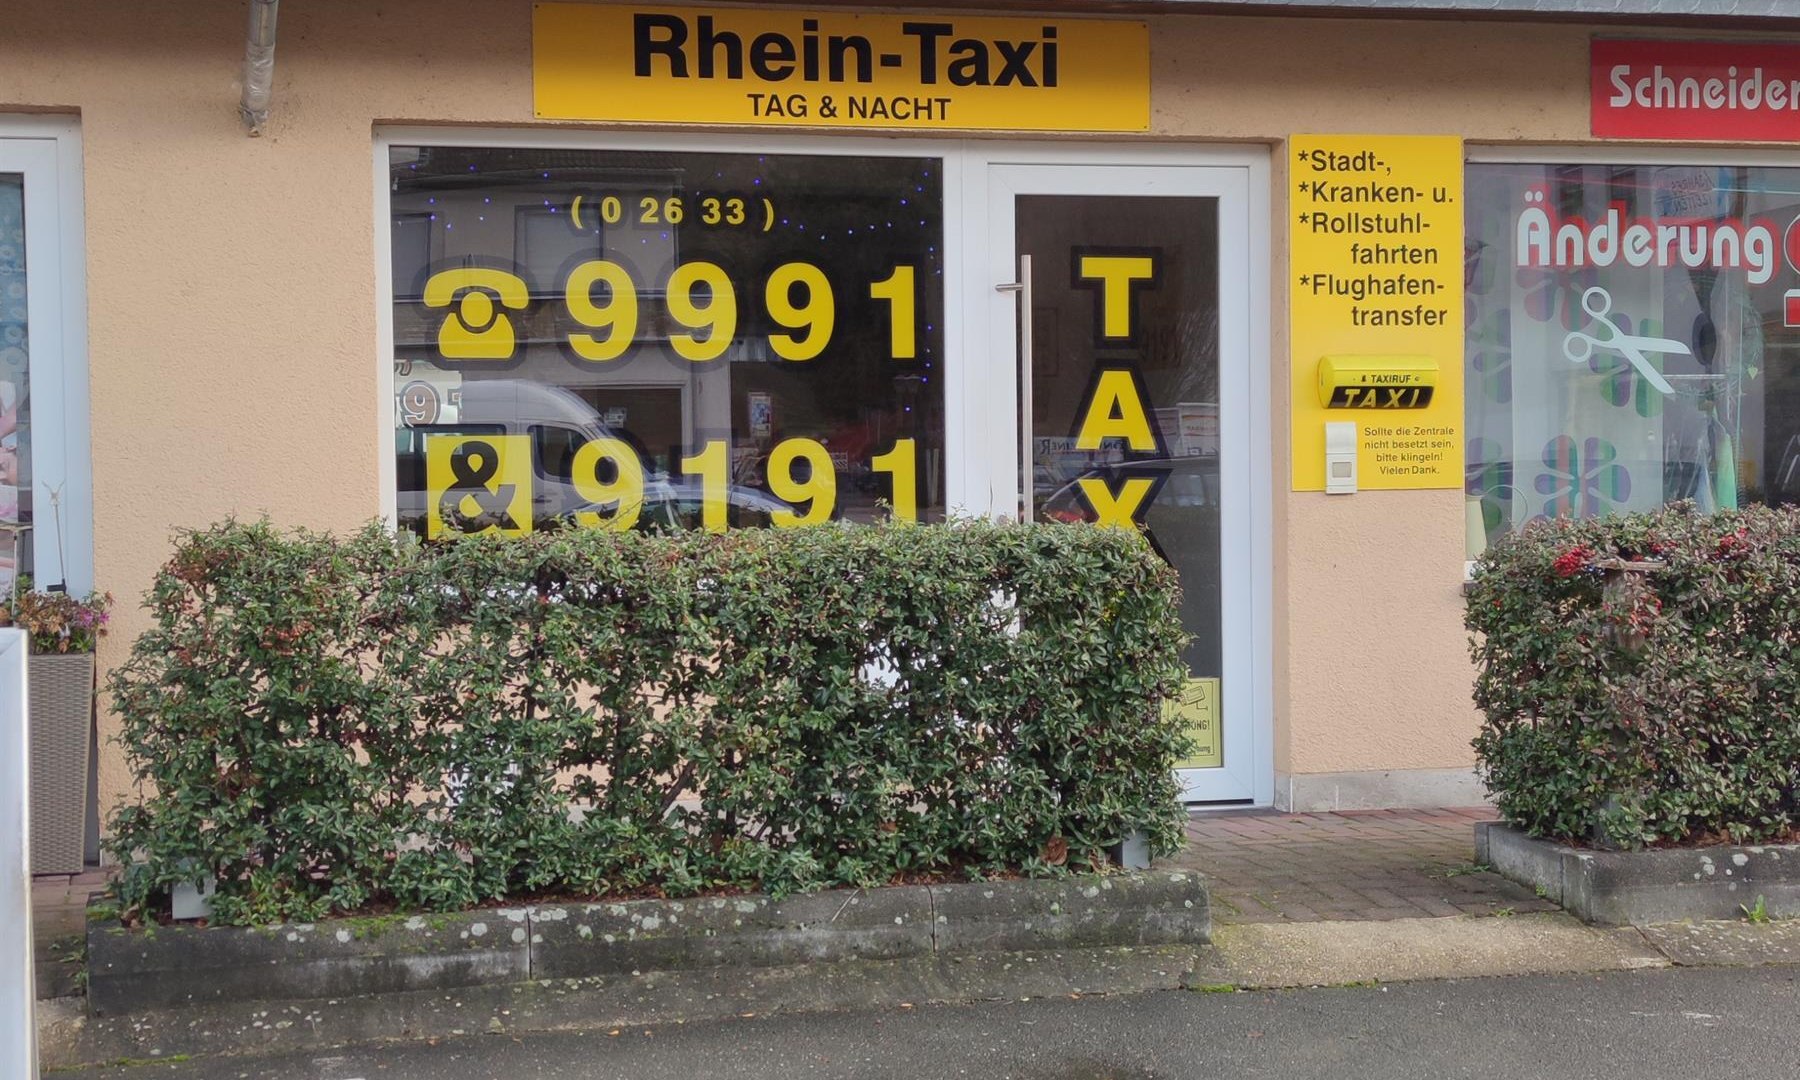 Rhein-Taxi
TAG & NACHT
( 0 26 33 )
9991
& 9191
TAX
*Stadt-,
*Kranken- u.
*Rollstuhl-
fahrten
*Flughafen-
transfer
& TAXIRUF
TAXI
Sollte die Zentrale
nicht besetzt sein,
bitte klingeln!
Vielen Dank.
Schneider
Änderung